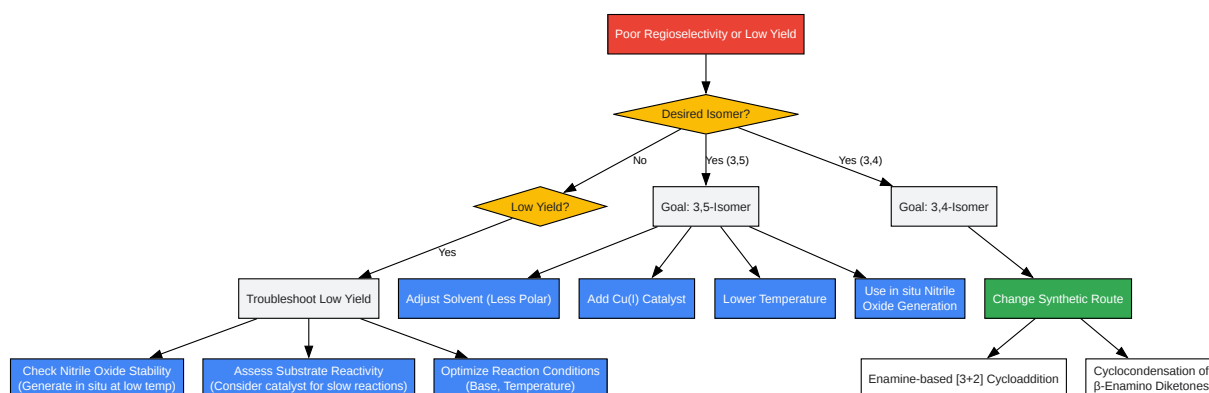 Poor Regioselectivity or Low Yield
Desired Isomer?
No
Yes (3,5)
Yes (3,4)
Low Yield?
Goal: 3,5-Isomer
Goal: 3,4-Isomer
Yes
Troubleshoot Low Yield
Adjust Solvent (Less Polar)
Add Cu(I) Catalyst
Lower Temperature
Use in situ Nitrile
Oxide Generation
Change Synthetic Route
Check Nitrile Oxide Stability
(Generate in situ at low temp)
Assess Substrate Reactivity
(Consider catalyst for slow reactions)
Optimize Reaction Conditions
(Base, Temperature)
Enamine-based [3+2] Cycloaddition
Cyclocondensation of
β-Enamino Diketones